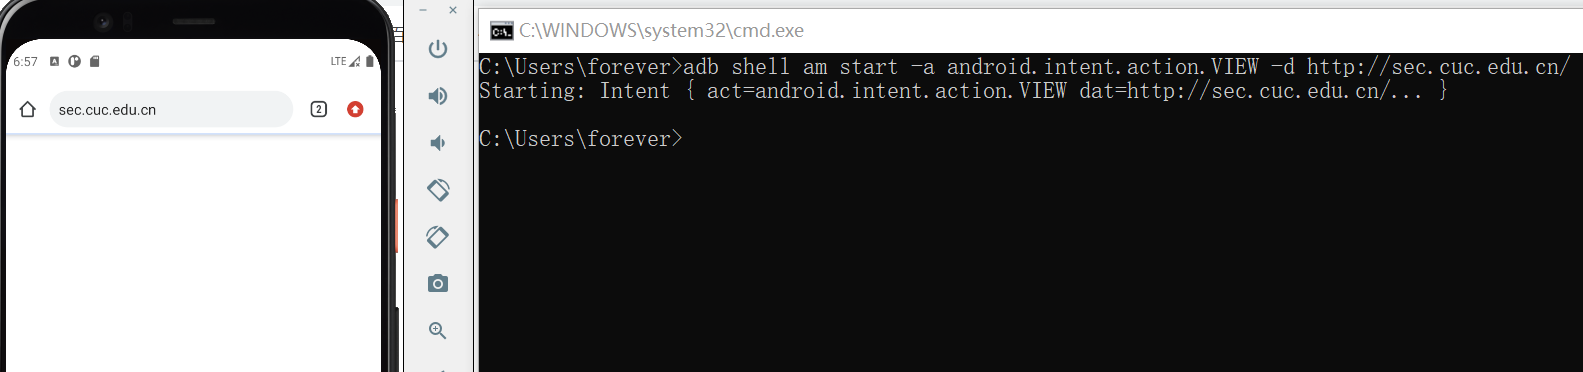 6:57
LTE
sec.cuc.edu.cn
2
C:\WINDOWS\system32\cmd.exe
C:\Users\forever>adb shell am start -a android.intent.action.VIEW -d http://sec.cuc.edu.cn/
Starting: Intent { act=android.intent.action.VIEW dat=http://sec.cuc.edu.cn/... }
C:\Users\forever>